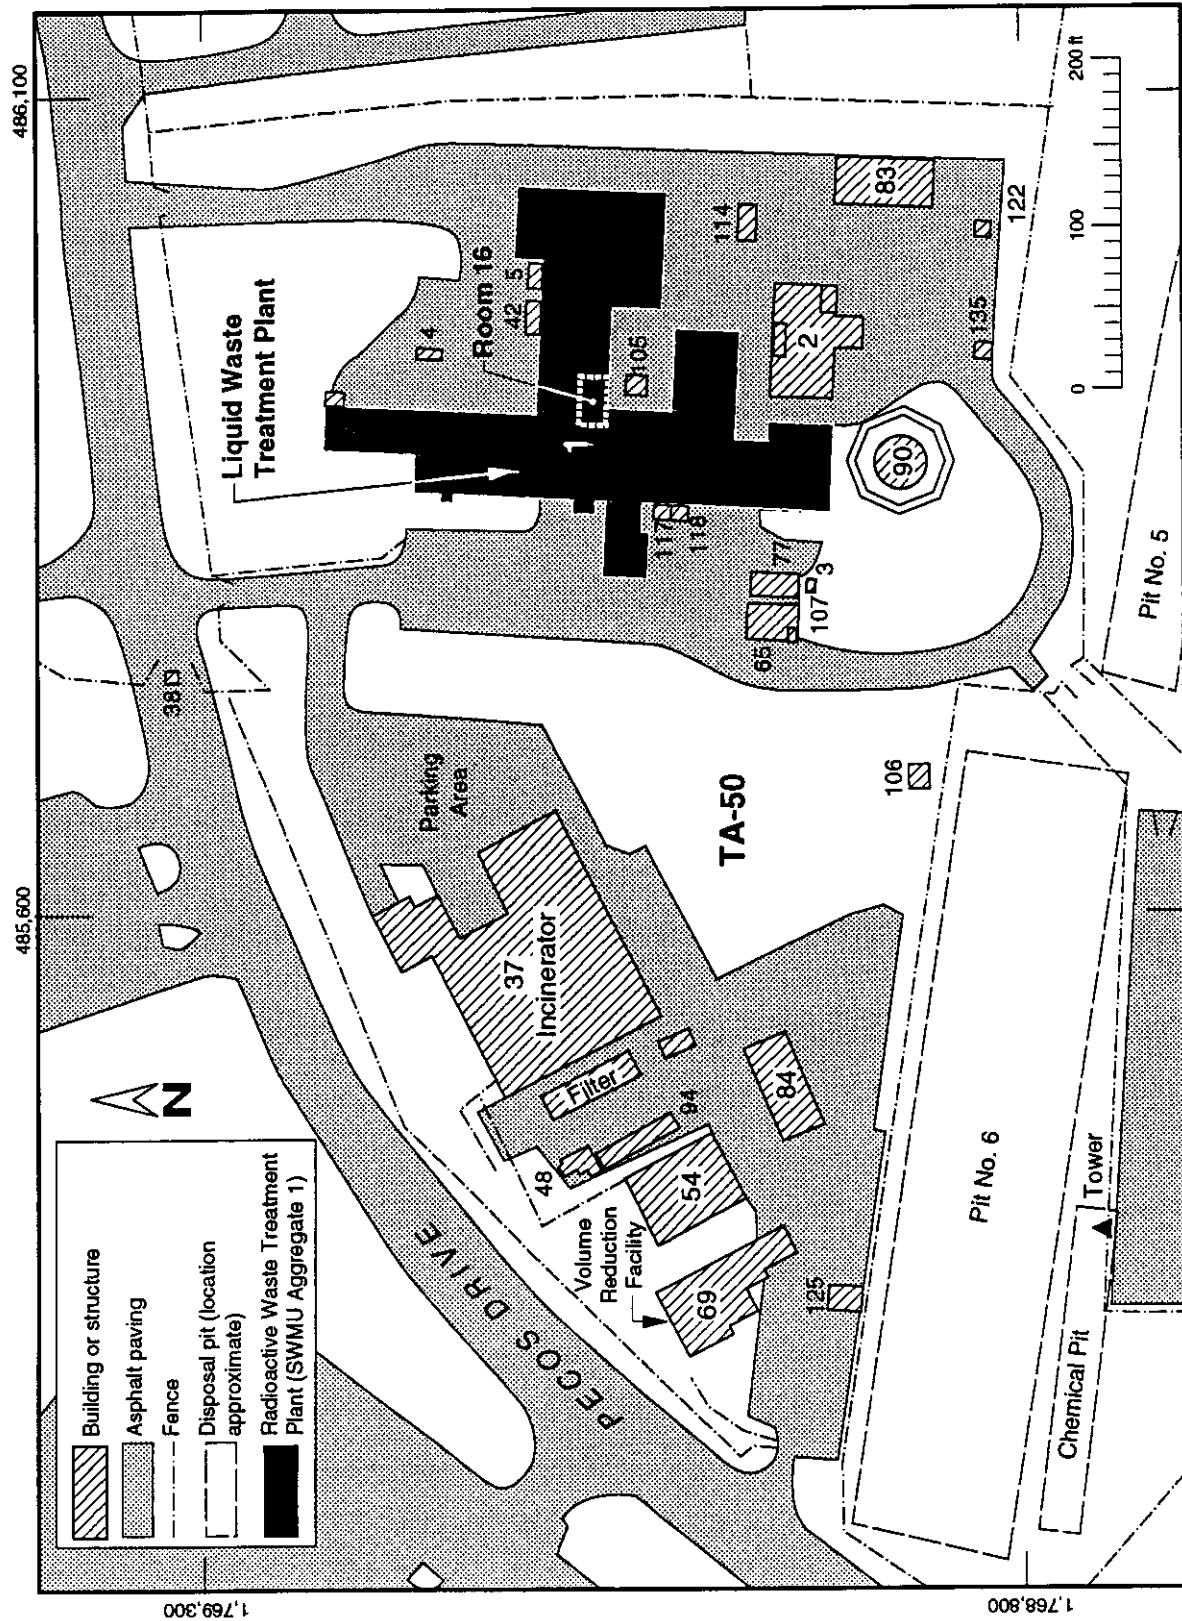 Building or structure
Asphalt paving
Fence
Disposal pit (location
approximate)
Radioactive Waste Treatment
Plant (SWMU Aggregate 1)
N
485,600
486,100
1,769,300
1,768,800
PECOS DRIVE
38
Parking
Area
Liquid Waste
Treatment Plant
4
42
5
Room 16
1
105
114
117
118
37
Incinerator
Filter
48
94
54
Volume
Reduction
Facility
69
84
125
TA-50
106
65
77
107
3
90
2
83
135
122
Pit No. 6
Pit No. 5
Chemical Pit
Tower
0
100
200 ft